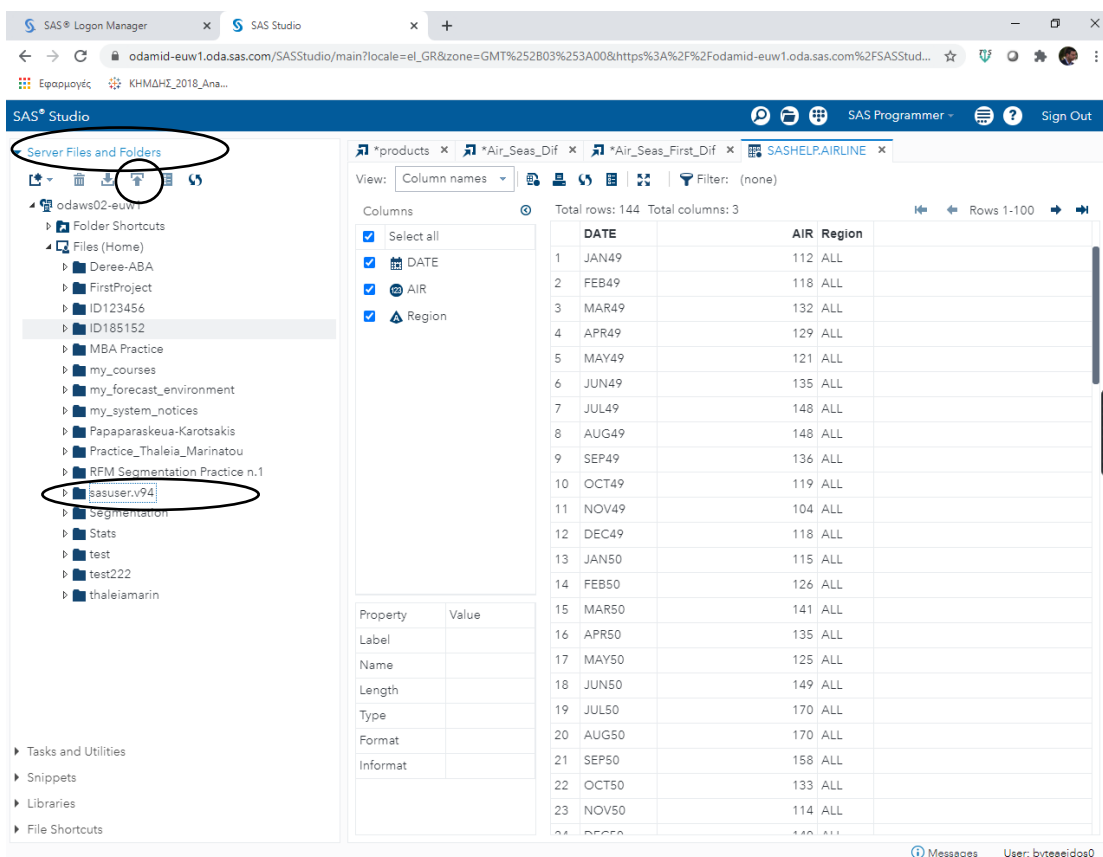 SAS® Logon Manager
SAS Studio
odamid-euw1.oda.sas.com/SASStudio/main?locale=el_GR&zone=GMT%252B03%253A00&https%3A%2F%2Fodamid-euw1.oda.sas.com%2FSASStud...
Εφαρμογές
ΚΗΜΔΗΣ_2018_Ana...
SAS® Studio
SAS Programmer
Sign Out
Server Files and Folders
odaws02-euw1
Folder Shortcuts
Files (Home)
Deree-ABA
FirstProject
ID123456
ID185152
MBA Practice
my_courses
my_forecast_environment
my_system_notices
Papaparaskeua-Karotsakis
Practice_Thaleia_Marinatou
RFM Segmentation Practice n.1
sasuser.v94
Segmentation
Stats
test
test222
thaleiamarin
Tasks and Utilities
Snippets
Libraries
File Shortcuts
*products
*Air_Seas_Dif
*Air_Seas_First_Dif
SASHELP.AIRLINE
View: Column names
Filter: (none)
Columns
Select all
DATE
AIR
Region
Property Value
Label
Name
Length
Type
Format
Informat
Total rows: 144 Total columns: 3
Rows 1-100
DATE AIR Region
1 JAN49 112 ALL
2 FEB49 118 ALL
3 MAR49 132 ALL
4 APR49 129 ALL
5 MAY49 121 ALL
6 JUN49 135 ALL
7 JUL49 148 ALL
8 AUG49 148 ALL
9 SEP49 136 ALL
10 OCT49 119 ALL
11 NOV49 104 ALL
12 DEC49 118 ALL
13 JAN50 115 ALL
14 FEB50 126 ALL
15 MAR50 141 ALL
16 APR50 135 ALL
17 MAY50 125 ALL
18 JUN50 149 ALL
19 JUL50 170 ALL
20 AUG50 170 ALL
21 SEP50 158 ALL
22 OCT50 133 ALL
23 NOV50 114 ALL
24 DEC50 140 ALL
Messages
User: byteaeidos0